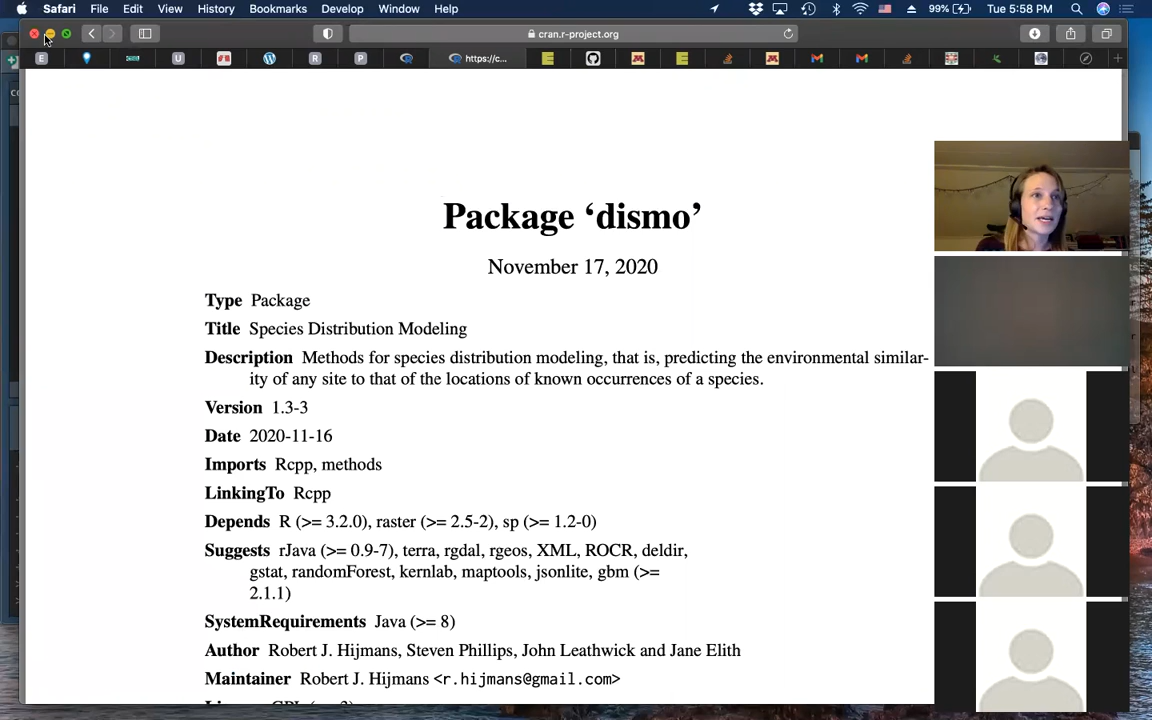 Safari File Edit View History Bookmarks Develop Window Help 99% Tue 5:58 PM
cran.r-project.org
E U R P https://c...
Package ‘dismo’
November 17, 2020
Type Package
Title Species Distribution Modeling
Description Methods for species distribution modeling, that is, predicting the environmental similar-
ity of any site to that of the locations of known occurrences of a species.
Version 1.3-3
Date 2020-11-16
Imports Rcpp, methods
LinkingTo Rcpp
Depends R (>= 3.2.0), raster (>= 2.5-2), sp (>= 1.2-0)
Suggests rJava (>= 0.9-7), terra, rgdal, rgeos, XML, ROCR, deldir,
gstat, randomForest, kernlab, maptools, jsonlite, gbm (>=
2.1.1)
SystemRequirements Java (>= 8)
Author Robert J. Hijmans, Steven Phillips, John Leathwick and Jane Elith
Maintainer Robert J. Hijmans <r.hijmans@gmail.com>